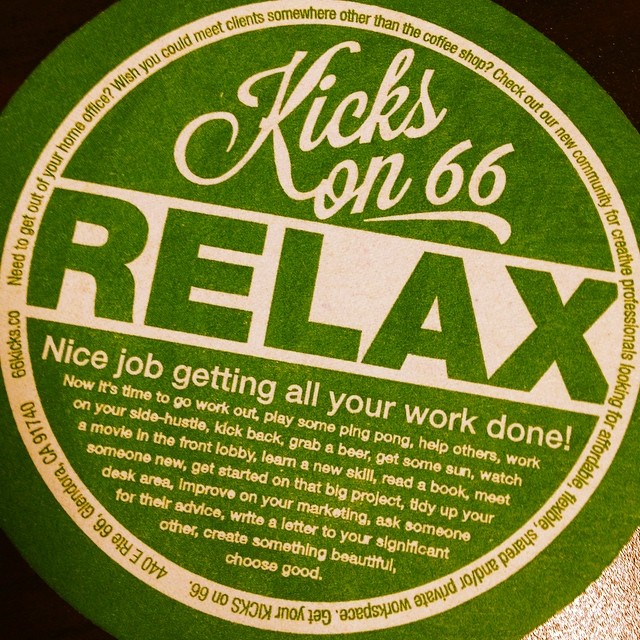 Kicks
on 66
RELAX
Nice job getting all your work done!
Now it's time to go work out, play some ping pong, help others, work
on your side-hustle, kick back, grab a beer, get some sun, watch
a movie in the front lobby, learn a new skill, read a book, meet
someone new, get started on that big project, tidy up your
desk area, improve on your marketing, ask someone
for their advice, write a letter to your significant
other, create something beautiful,
choose good.
Need to get out of your home office? Wish you could meet clients somewhere other than the coffee shop? Check out our new community for creative professionals looking for affordable, flexible, shared and/or private workspace. Get your KICKS on 66.
440 E Rte 66, Glendora, CA 91740
66kicks.co